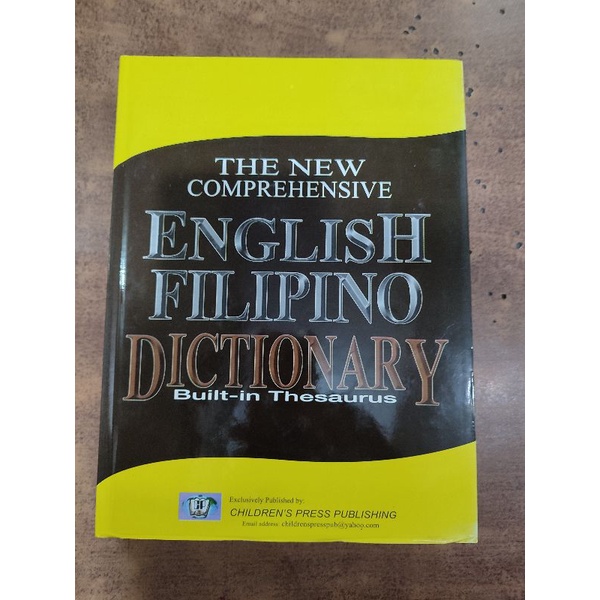 THE NEW
COMPREHENSIVE
ENGLISH
FILIPINO
DICTIONARY
Built-in Thesaurus
Exclusively Published by:
CHILDREN'S PRESS PUBLISHING
Email address: childrenspresspub@yahoo.com